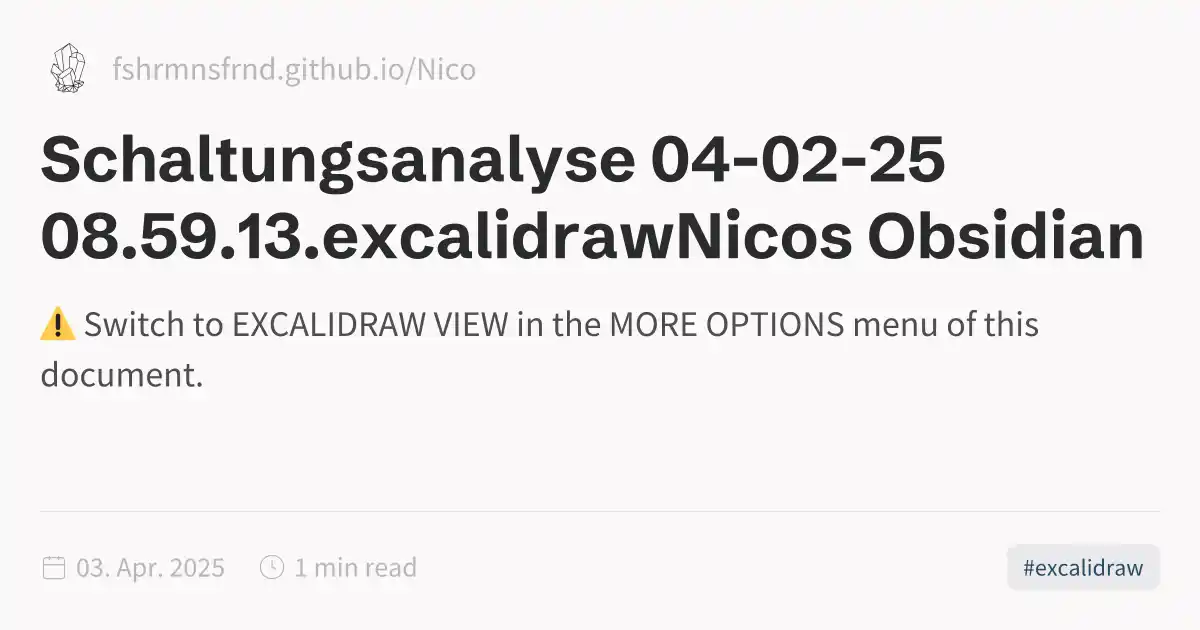 fshrmnsfrnd.github.io/Nico
Schaltungsanalyse 04-02-25
08.59.13.excalidrawNicos Obsidian
⚠️ Switch to EXCALIDRAW VIEW in the MORE OPTIONS menu of this
document.
03. Apr. 2025 1 min read
#excalidraw